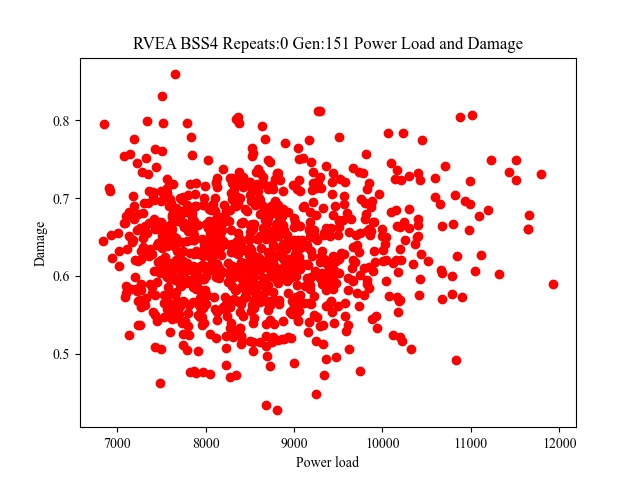 RVEA BSS4 Repeats:0 Gen:151 Power Load and Damage
0.8
0.7
0.6
0.5
Damage
7000 8000 9000 10000 11000 12000
Power load